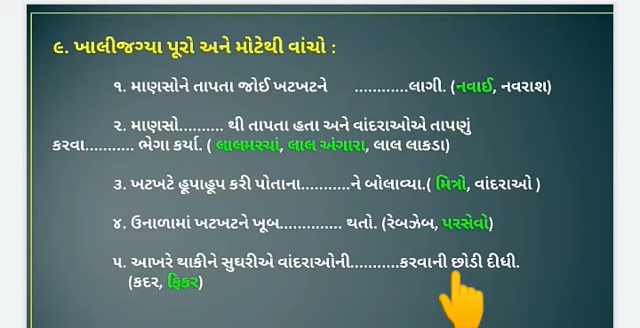 ૯. ખાલીજગ્યા પૂરો અને મોટેથી વાંચો :
૧. માણસોને તાપતા જોઈ ખટખટને ............લાગી. (નવાઈ, નવરાશ)
૨. માણસો.......... થી તાપતા હતા અને વાંદરાઓએ તાપણું
કરવા........... ભેગા કર્યા. ( લાલમરચાં, લાલ અંગારા, લાલ લાકડા)
૩. ખટખટે હૂપાહૂપ કરી પોતાના...........ને બોલાવ્યા.( મિત્રો, વાંદરાઓ )
૪. ઉનાળામાં ખટખટને ખૂબ.............. થતો. (રેબઝેબ, પરસેવો)
૫. આખરે થાકીને સુઘરીએ વાંદરાઓની...........કરવાની છોડી દીધી.
(કદર, ફિકર)